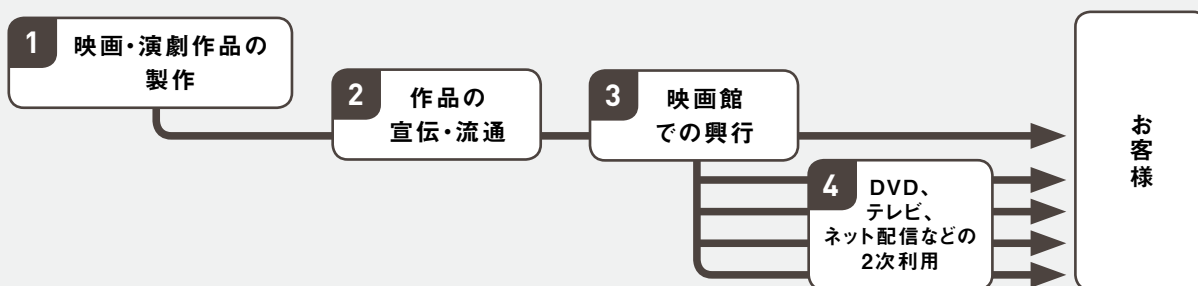 1
映画・演劇作品の
製作
2
作品の
宣伝・流通
3
映画館
での興行
4
DVD、
テレビ、
ネット配信などの
2次利用
お客様